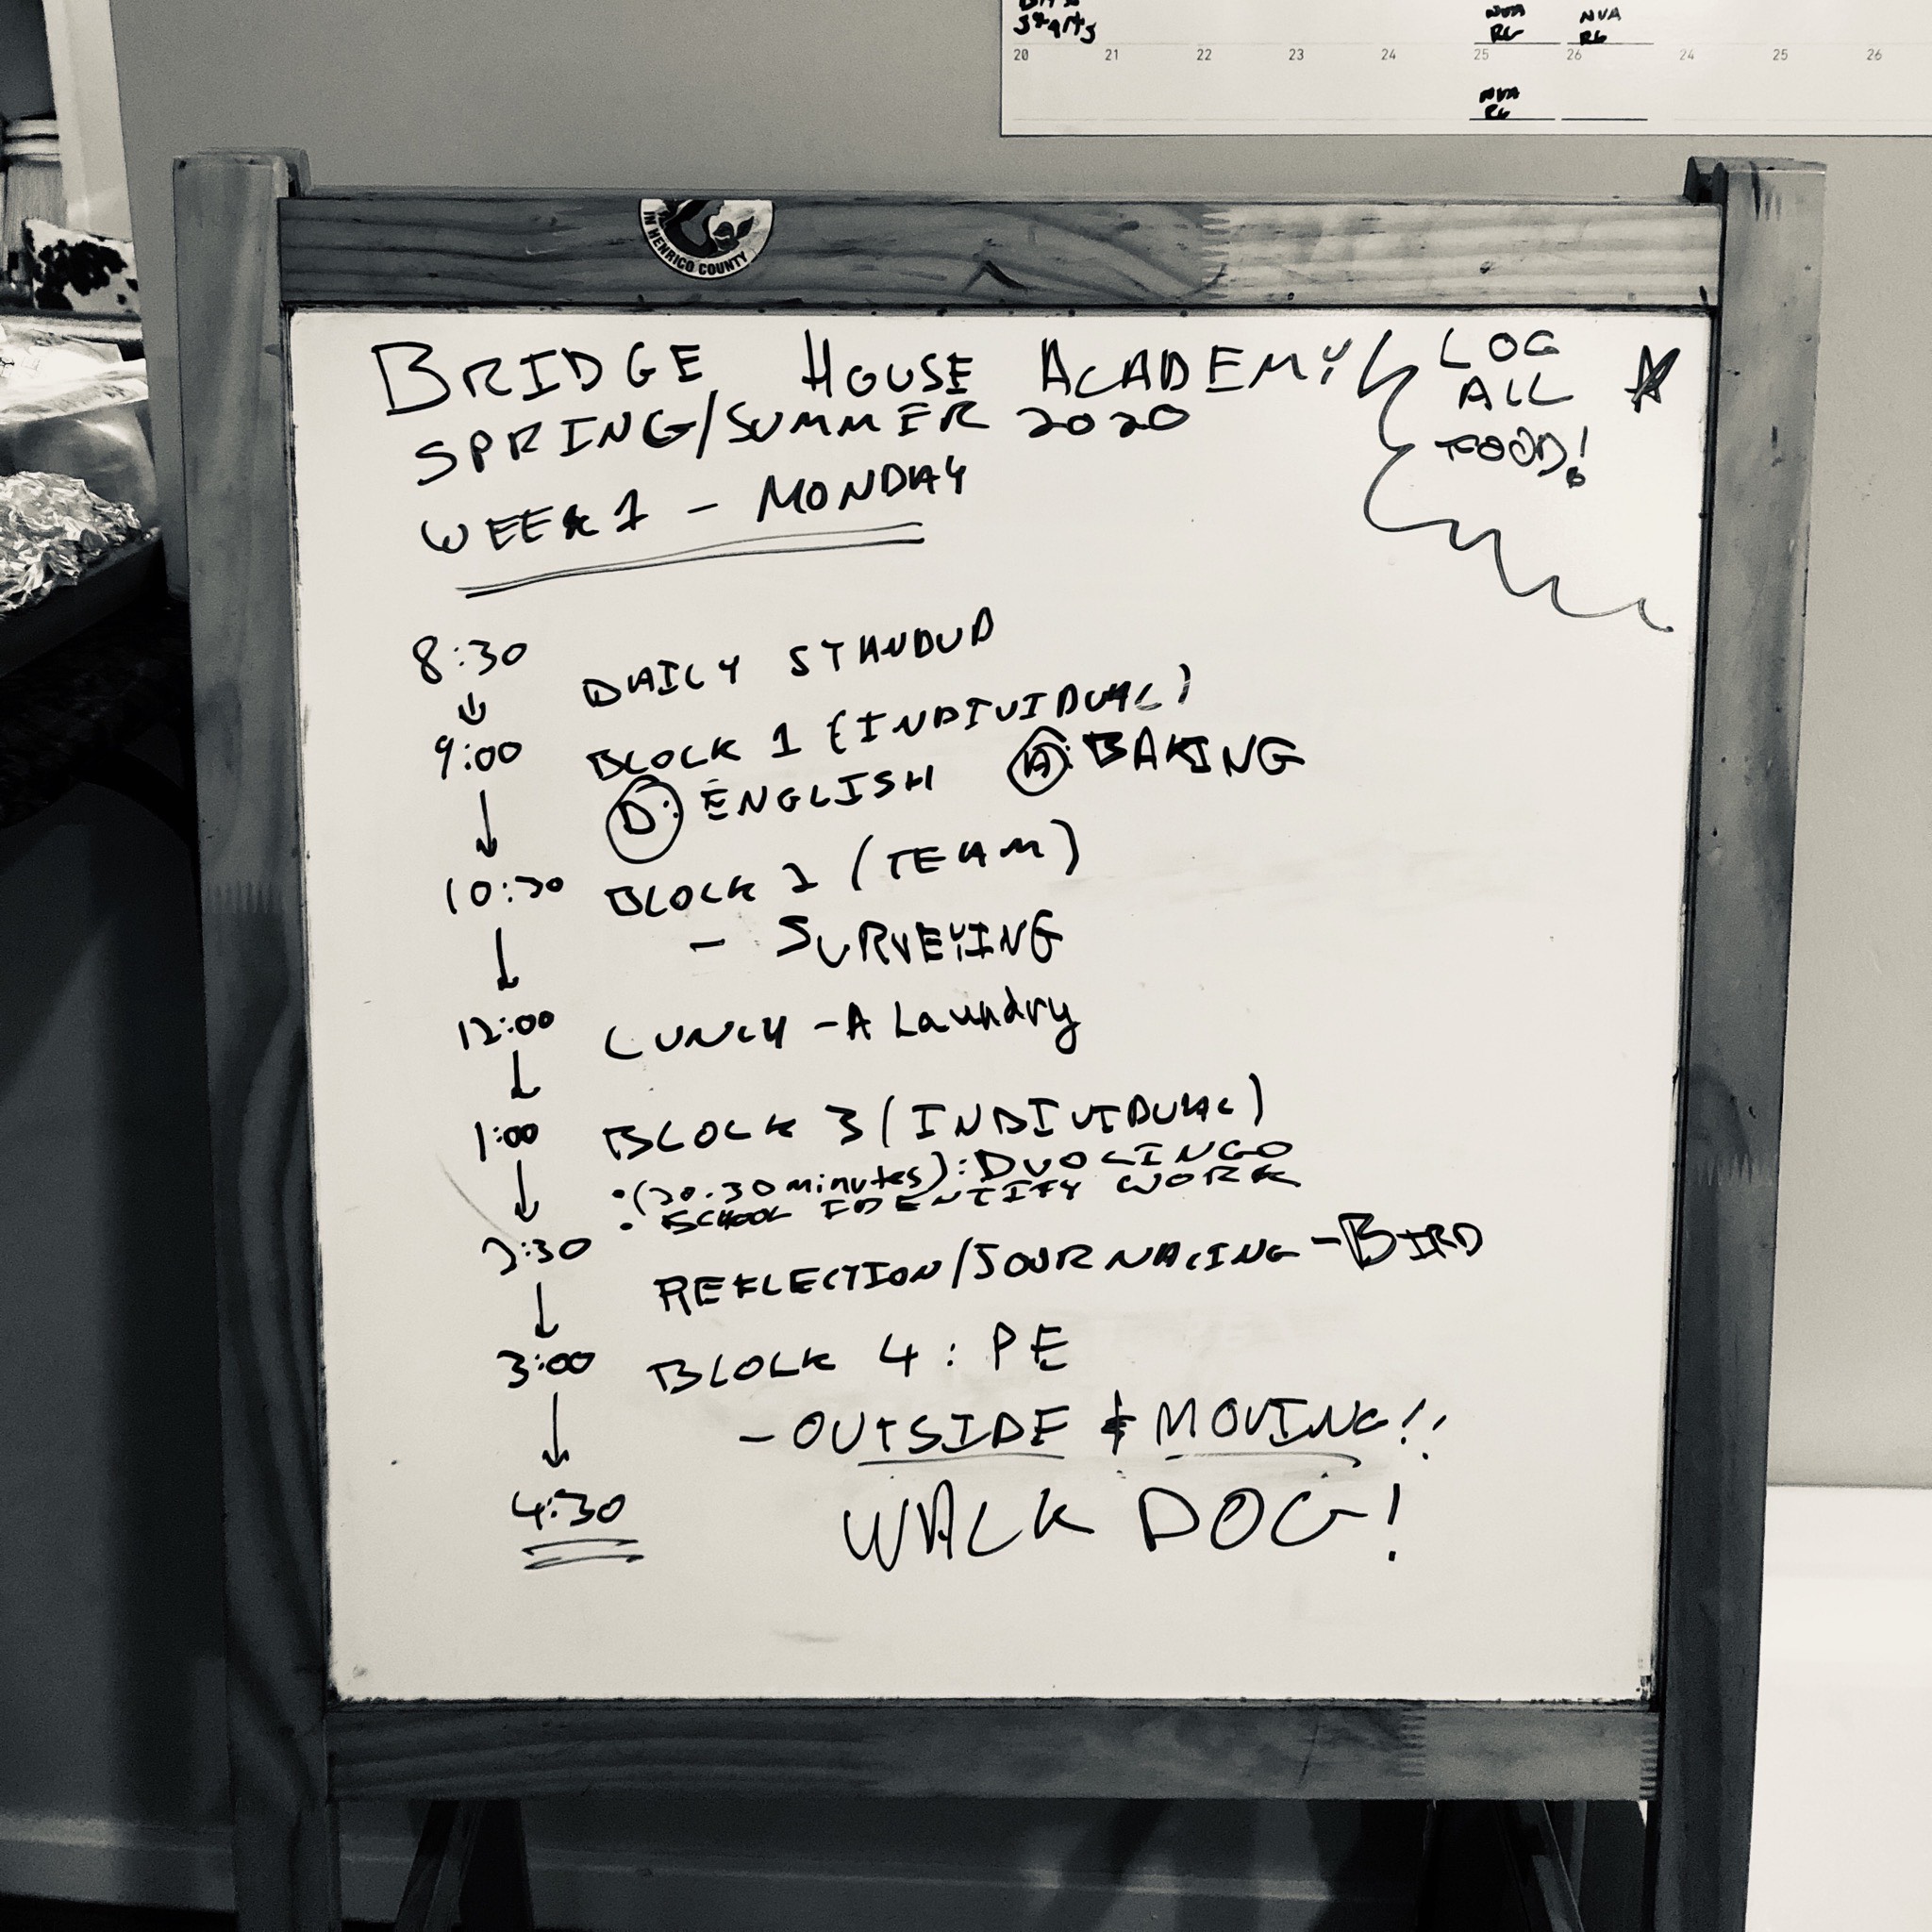 starts
NVA
RG
NVA
RG
20 21 22 23 24 25 26 24 25 26
NVA
RG
IN HENRICO COUNTY
BRIDGE HOUSE ACADEMY
SPRING/SUMMER 2020
WEEK 1 - MONDAY
LOG
ALL
FOOD!
8:30 DAILY STANDUP
9:00 BLOCK 1 (INDIVIDUAL)
D: ENGLISH A: BAKING
10:30 BLOCK 2 (TEAM)
- SURVEYING
12:00 LUNCH - A Laundry
1:00 BLOCK 3 (INDIVIDUAL)
• (20-30 minutes): DUOLINGO
• SCHOOL IDENTIFY WORK
2:30 REFLECTION/JOURNALING - BIRD
3:00 BLOCK 4: PE
- OUTSIDE & MOVING!!
4:30 WALK DOG!